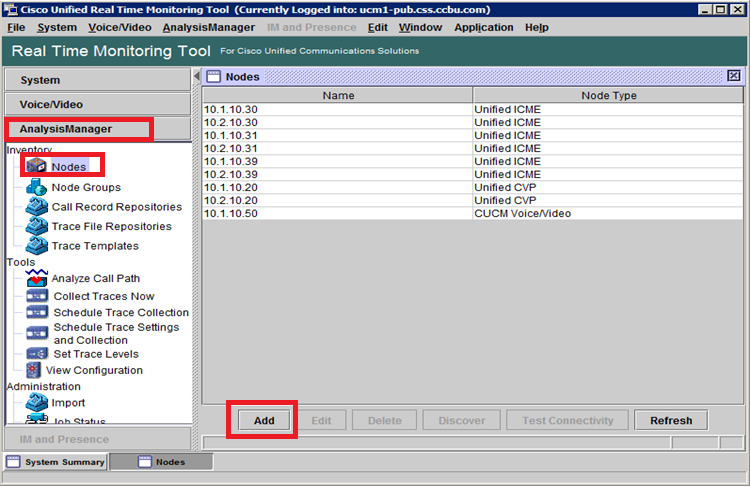 Cisco Unified Real Time Monitoring Tool (Currently Logged into: ucm1-pub.css.ccbu.com)
File System Voice/Video AnalysisManager IM and Presence Edit Window Application Help
Real Time Monitoring Tool For Cisco Unified Communications Solutions
System
Voice/Video
AnalysisManager
Inventory
Nodes
Node Groups
Call Record Repositories
Trace File Repositories
Trace Templates
Tools
Analyze Call Path
Collect Traces Now
Schedule Trace Collection
Schedule Trace Settings
and Collection
Set Trace Levels
View Configuration
Administration
Import
Job Status
IM and Presence
Nodes
Name Node Type
10.1.10.30 Unified ICME
10.2.10.30 Unified ICME
10.1.10.31 Unified ICME
10.2.10.31 Unified ICME
10.1.10.39 Unified ICME
10.2.10.39 Unified ICME
10.1.10.20 Unified CVP
10.2.10.20 Unified CVP
10.1.10.50 CUCM Voice/Video
Add Edit Delete Discover Test Connectivity Refresh
System Summary Nodes